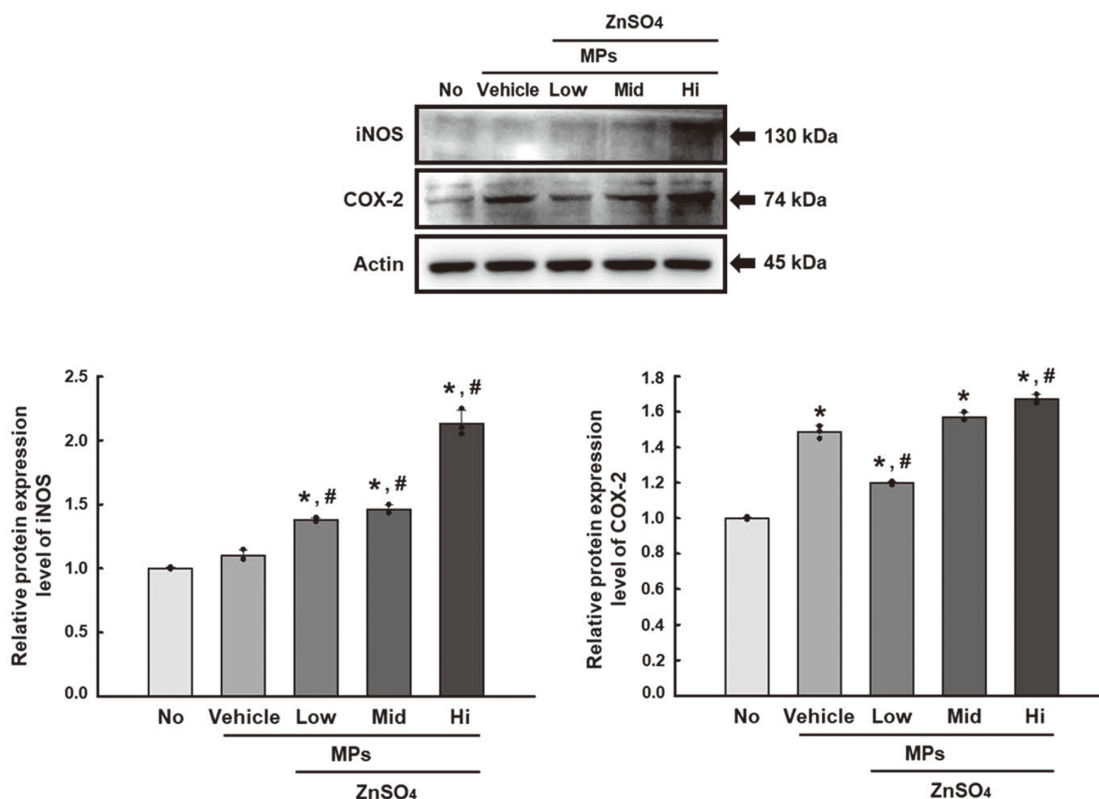 ZnSO4
MPs
No Vehicle Low Mid Hi
iNOS 130 kDa
COX-2 74 kDa
Actin 45 kDa
Relative protein expression
level of iNOS
2.5
2.0
1.5
1.0
0.5
0.0
*, #
*, #
*, #
No Vehicle Low Mid Hi
MPs
ZnSO4
Relative protein expression
level of COX-2
1.8
1.6
1.4
1.2
1.0
0.8
0.6
0.4
0.2
0.0
*
*, #
*
*, #
No Vehicle Low Mid Hi
MPs
ZnSO4